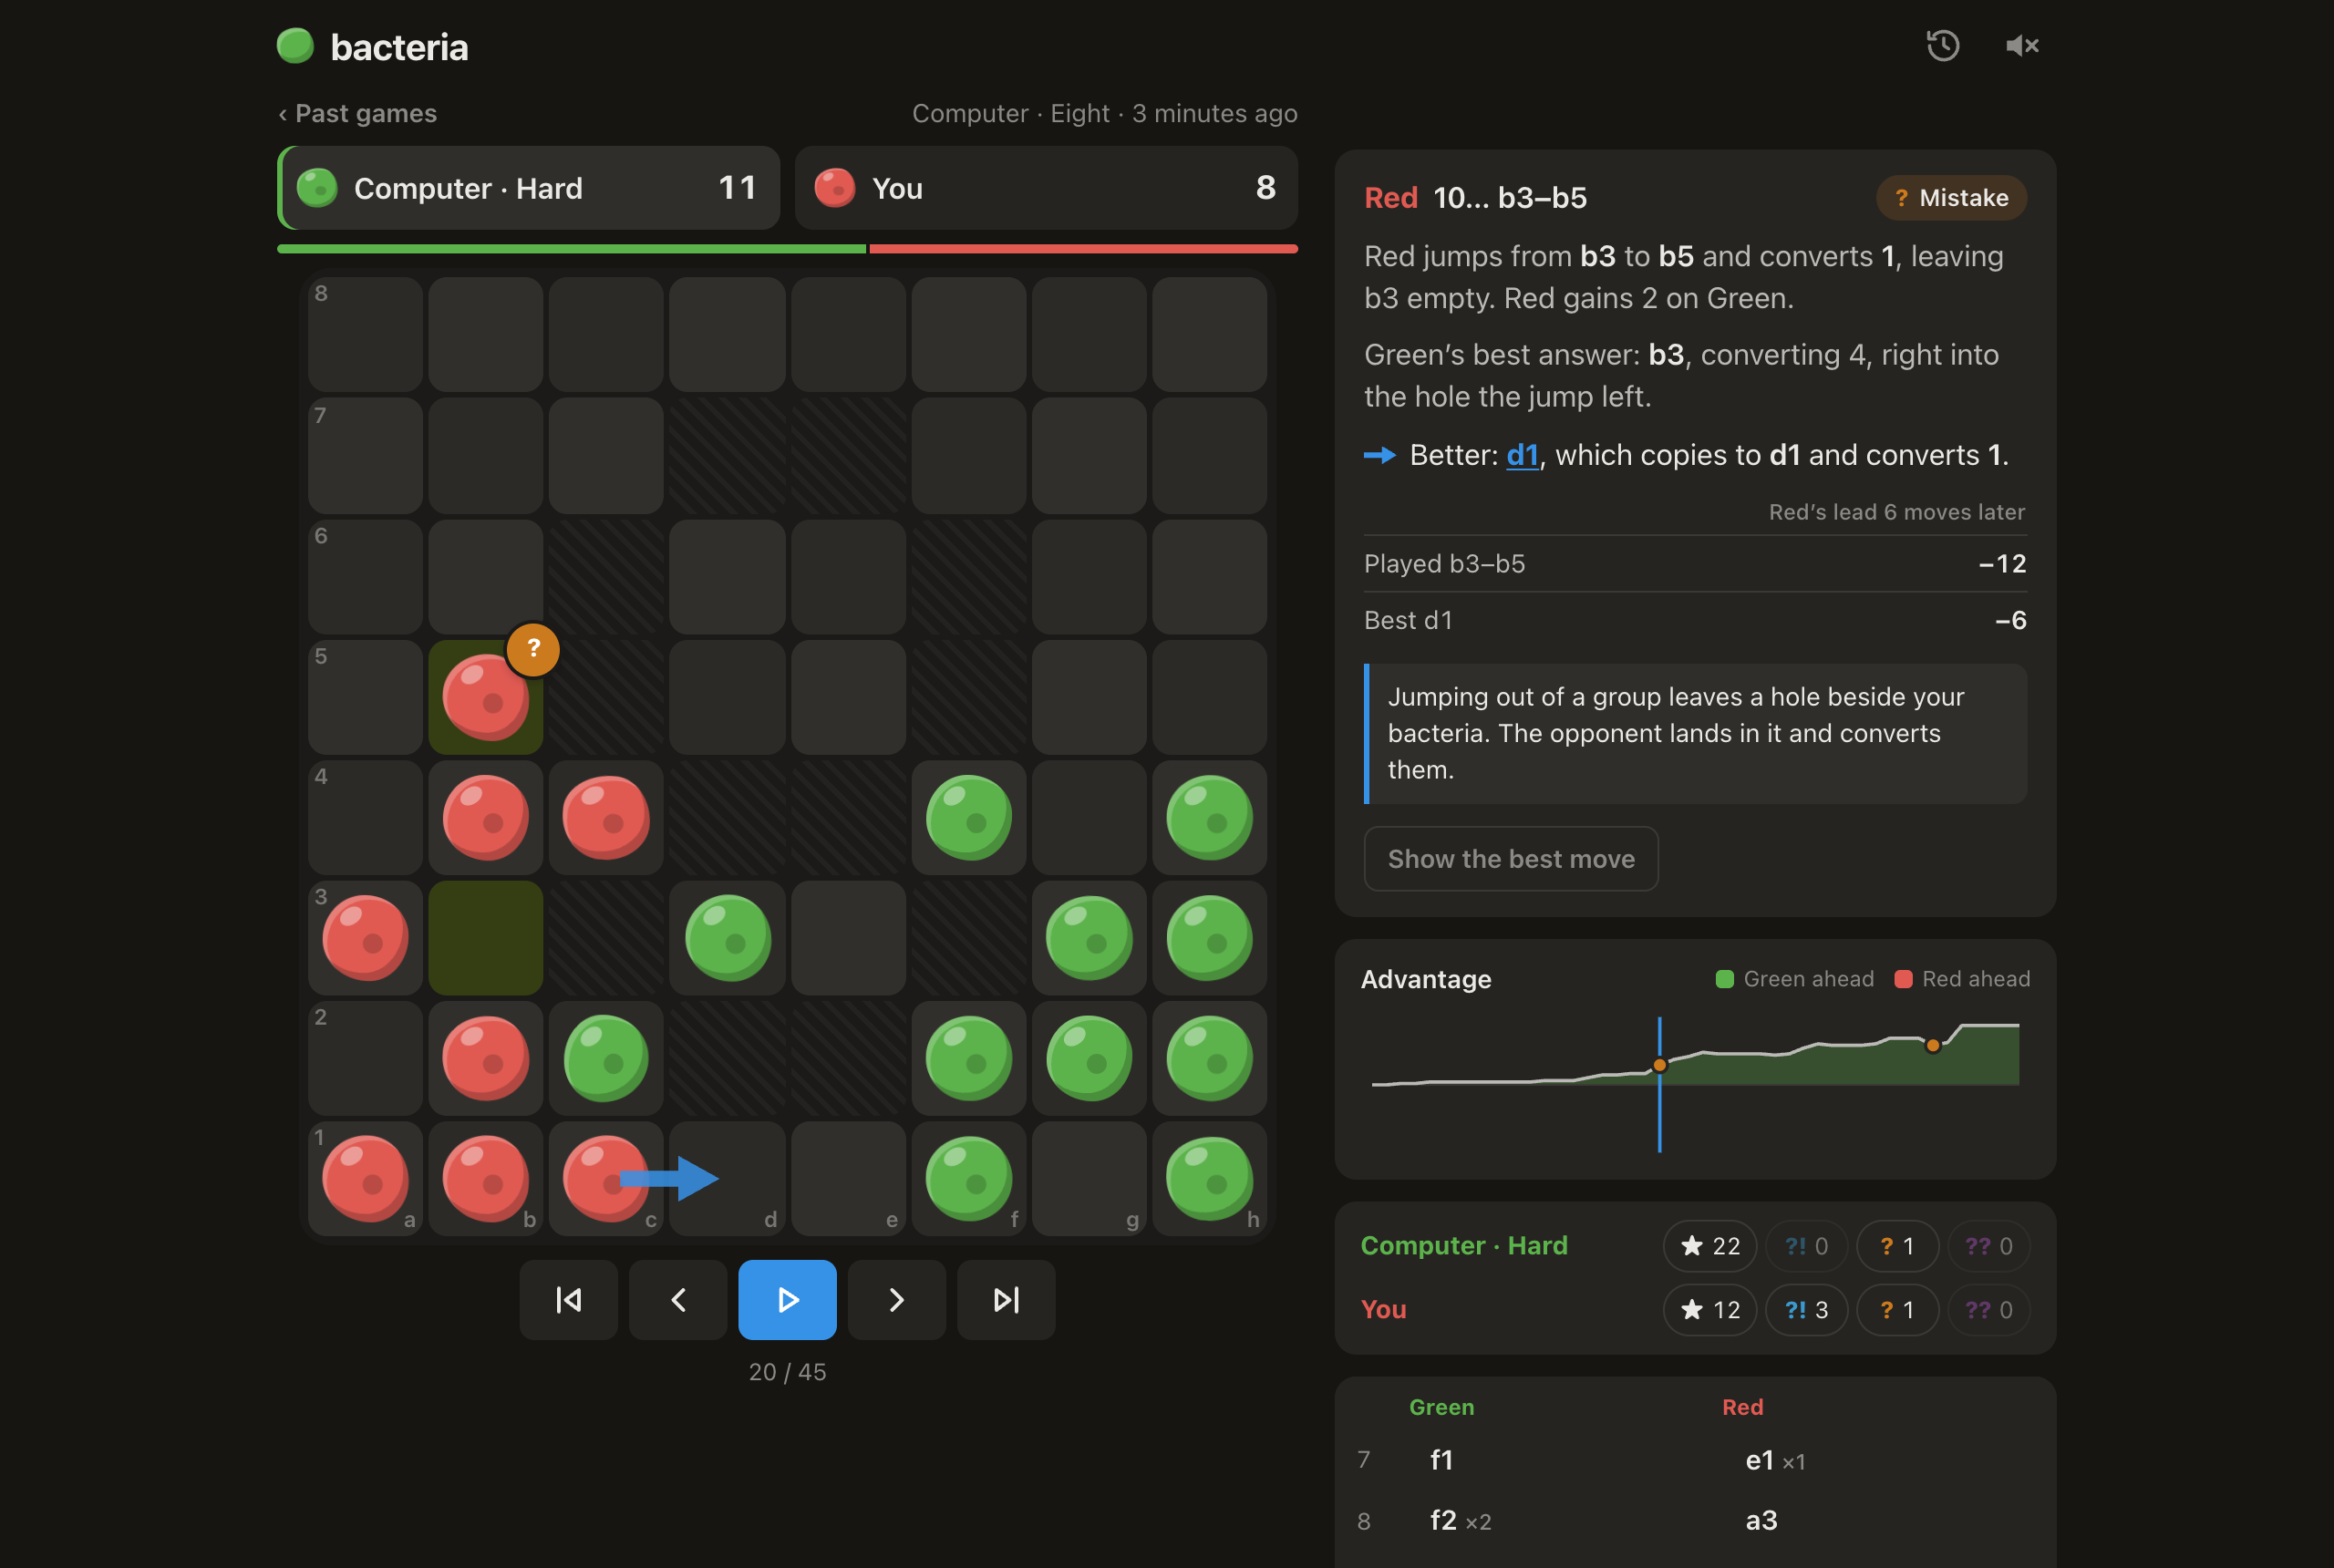 bacteria
‹ Past games
Computer · Eight · 3 minutes ago
Computer · Hard 11
You 8
8
7
6
5
?
4
3
2
1
a b c d e f g h
20 / 45
Red 10... b3–b5
? Mistake
Red jumps from b3 to b5 and converts 1, leaving
b3 empty. Red gains 2 on Green.
Green’s best answer: b3, converting 4, right into
the hole the jump left.
Better: d1, which copies to d1 and converts 1.
Red’s lead 6 moves later
Played b3–b5 −12
Best d1 −6
Jumping out of a group leaves a hole beside your
bacteria. The opponent lands in it and converts
them.
Show the best move
Advantage
Green ahead
Red ahead
Computer · Hard ★ 22 ?! 0 ? 1 ?? 0
You ★ 12 ?! 3 ? 1 ?? 0
Green Red
7 f1 e1 ×1
8 f2 ×2 a3